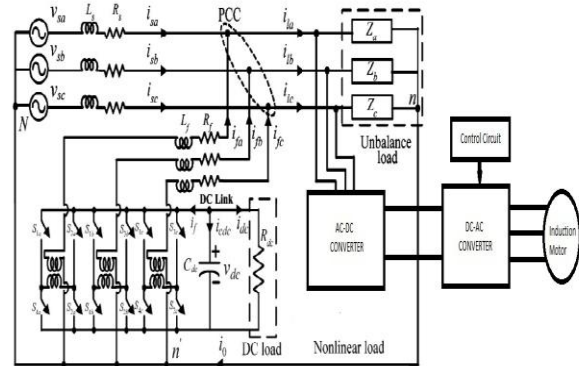 v_sa L_s R_s i_sa PCC i_la Z_a
v_sb i_sb i_lb Z_b
v_sc i_sc i_lc Z_c n
N
L_f R_f i_fa i_fb i_fc
Unbalance load
Control Circuit
DC Link
i_f i_cdc i_dc
R_dc
C_dc + v_dc -
AC-DC CONVERTER
DC-AC CONVERTER
Induction Motor
n' i_0
DC load
Nonlinear load